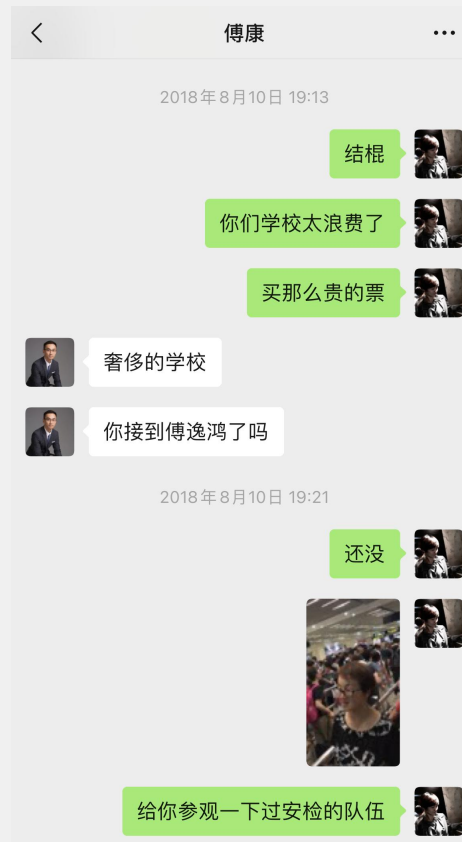 傅康
2018年8月10日 19:13
结棍
你们学校太浪费了
买那么贵的票
奢侈的学校
你接到傅逸鸿了吗
2018年8月10日 19:21
还没
给你参观一下过安检的队伍